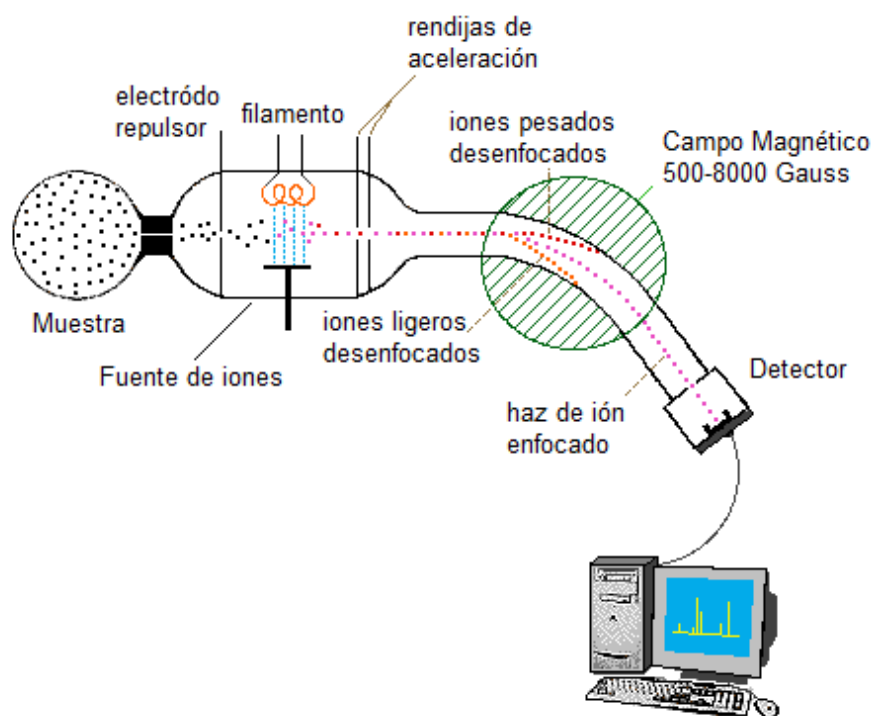 rendijas de
aceleración
electródo
repulsor
filamento
iones pesados
desenfocados
Campo Magnético
500-8000 Gauss
Muestra
Fuente de iones
iones ligeros
desenfocados
Detector
haz de ión
enfocado